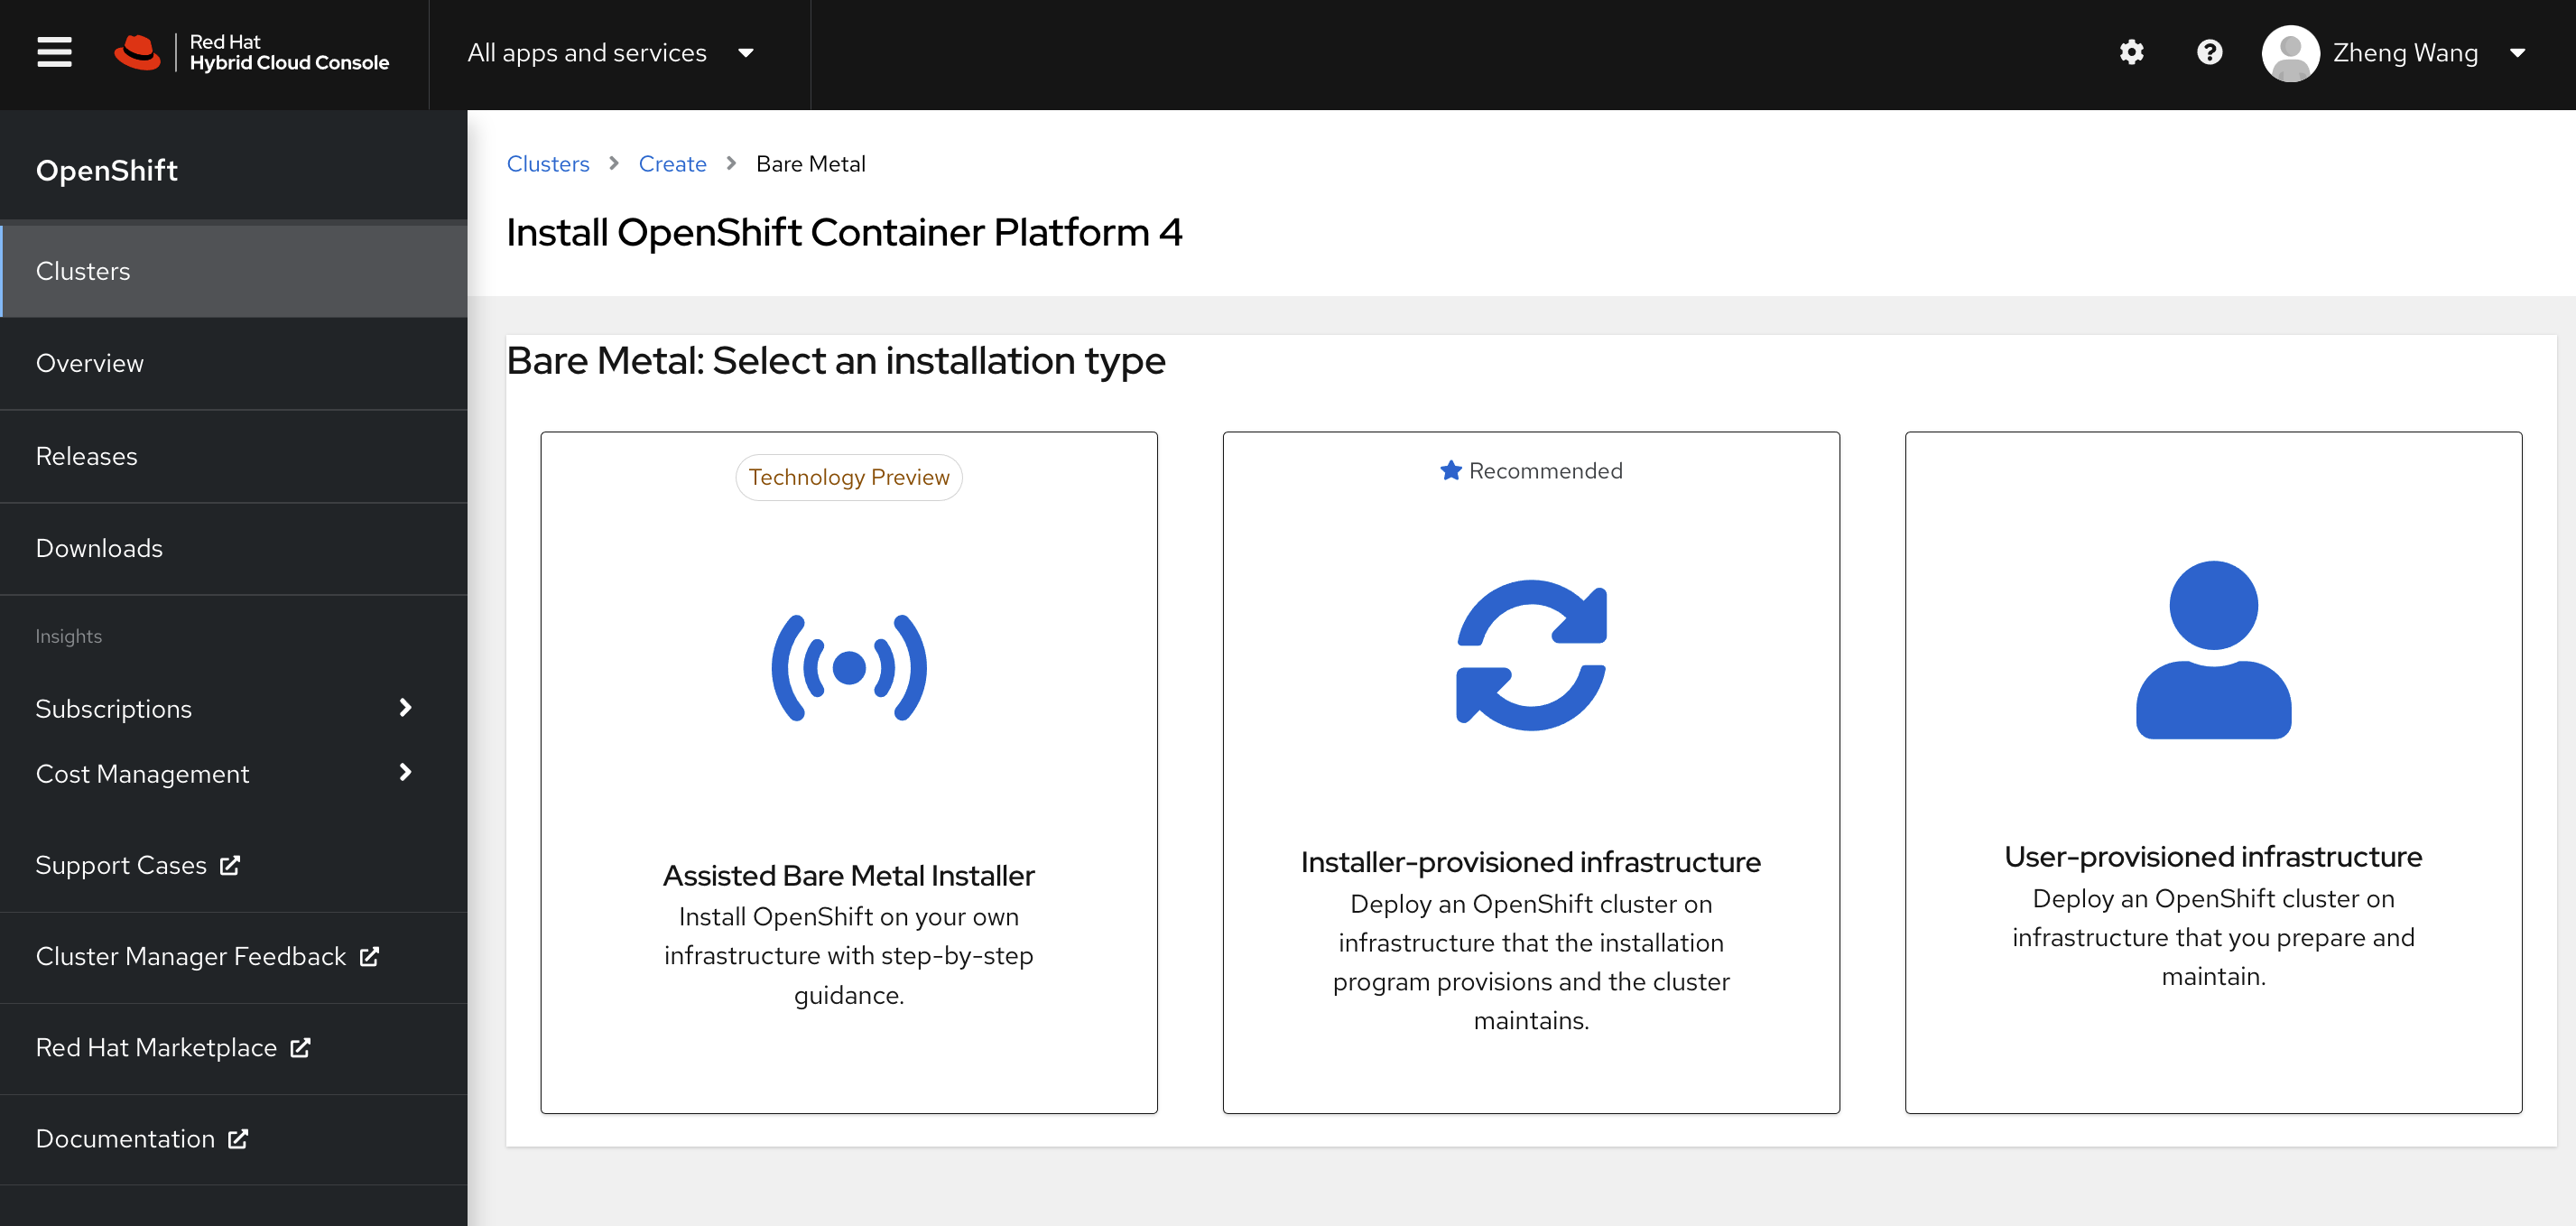 Red Hat
Hybrid Cloud Console
All apps and services
Zheng Wang
OpenShift
Clusters
Overview
Releases
Downloads
Insights
Subscriptions
Cost Management
Support Cases
Cluster Manager Feedback
Red Hat Marketplace
Documentation
Clusters > Create > Bare Metal
Install OpenShift Container Platform 4
Bare Metal: Select an installation type
Technology Preview
Assisted Bare Metal Installer
Install OpenShift on your own
infrastructure with step-by-step
guidance.
Recommended
Installer-provisioned infrastructure
Deploy an OpenShift cluster on
infrastructure that the installation
program provisions and the cluster
maintains.
User-provisioned infrastructure
Deploy an OpenShift cluster on
infrastructure that you prepare and
maintain.